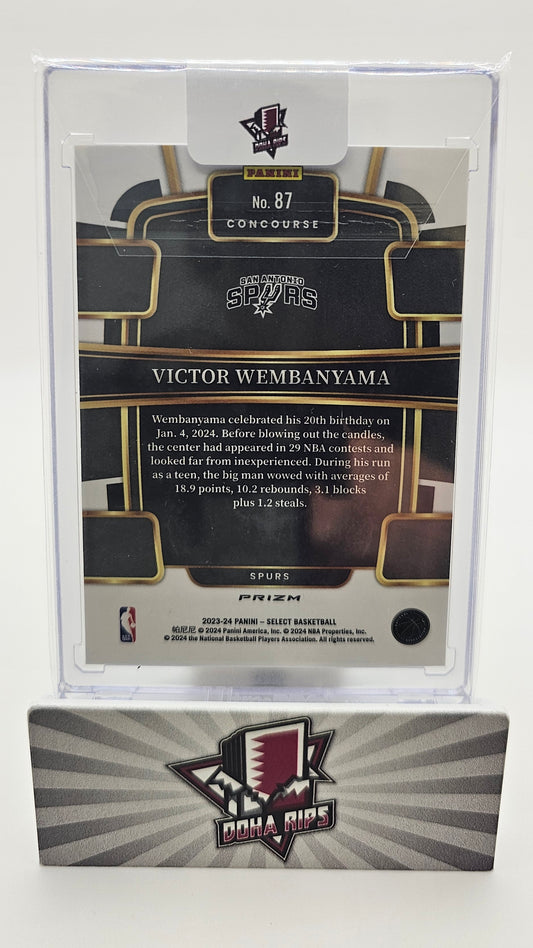 DOHA RIPS
PANINI
No. 87
CONCOURSE
SAN ANTONIO
SPURS
VICTOR WEMBANYAMA
Wembanyama celebrated his 20th birthday on
Jan. 4, 2024. Before blowing out the candles,
the center had appeared in 29 NBA contests and
looked far from inexperienced. During his run
as a teen, the big man wowed with averages of
18.9 points, 10.2 rebounds, 3.1 blocks
plus 1.2 steals.
SPURS
PRIZM
2023-24 PANINI – SELECT BASKETBALL
帕尼尼 © 2024 Panini America, Inc. © 2024 NBA Properties, Inc.
© 2024 the National Basketball Players Association. All rights reserved.
DOHA RIPS